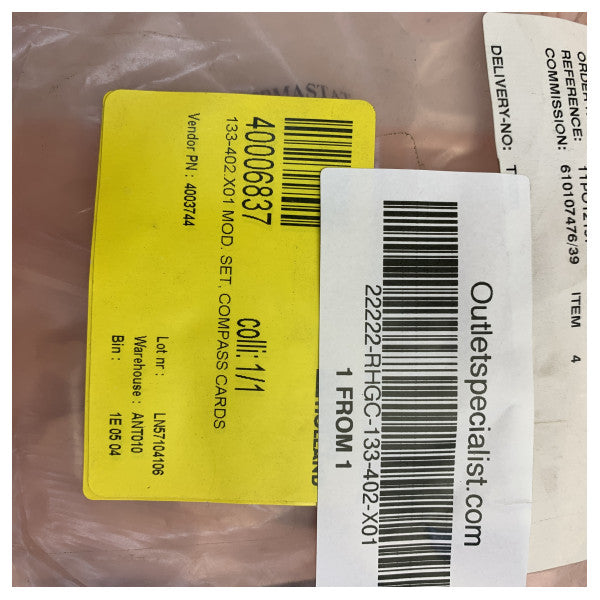 40006837
133-402.X01 MOD. SET, COMPASS CARDS
colli: 1/1
Vendor PN : 4003744
Lot nr : LN57104106
Warehouse : ANT010
Bin : 1E 05 04
HOLLAND
Outletspecialist.com
22222-RHGC-133-402-X01
1 FROM 1
REFERENCE:
COMMISSION: 610107476/39 ITEM 4
DELIVERY-NO: